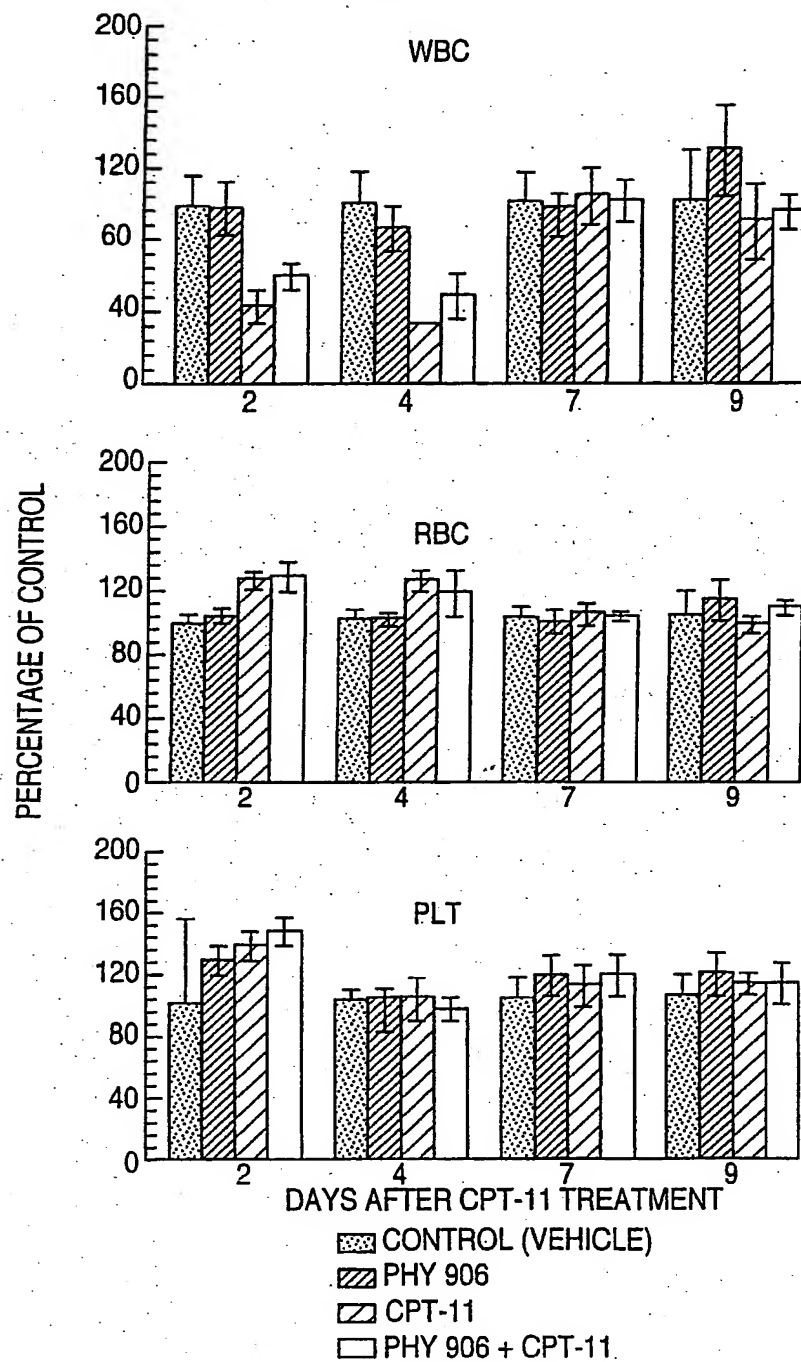 WBC
200
160
120
60
40
0
2 4 7 9
PERCENTAGE OF CONTROL
RBC
200
160
120
80
40
0
2 4 7 9
PLT
200
160
120
80
40
0
2 4 7 9
DAYS AFTER CPT-11 TREATMENT
CONTROL (VEHICLE)
PHY 906
CPT-11
PHY 906 + CPT-11